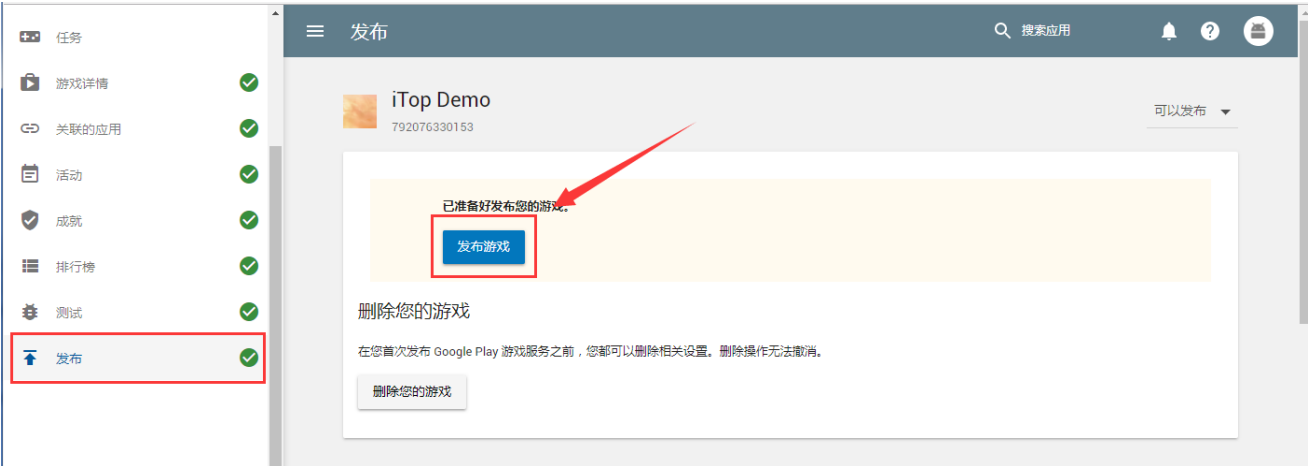 任务
游戏详情
关联的应用
活动
成就
排行榜
测试
发布
发布
搜索应用
iTop Demo
792076330153
可以发布
已准备好发布您的游戏。
发布游戏
删除您的游戏
在您首次发布 Google Play 游戏服务之前，您都可以删除相关设置。删除操作无法撤消。
删除您的游戏